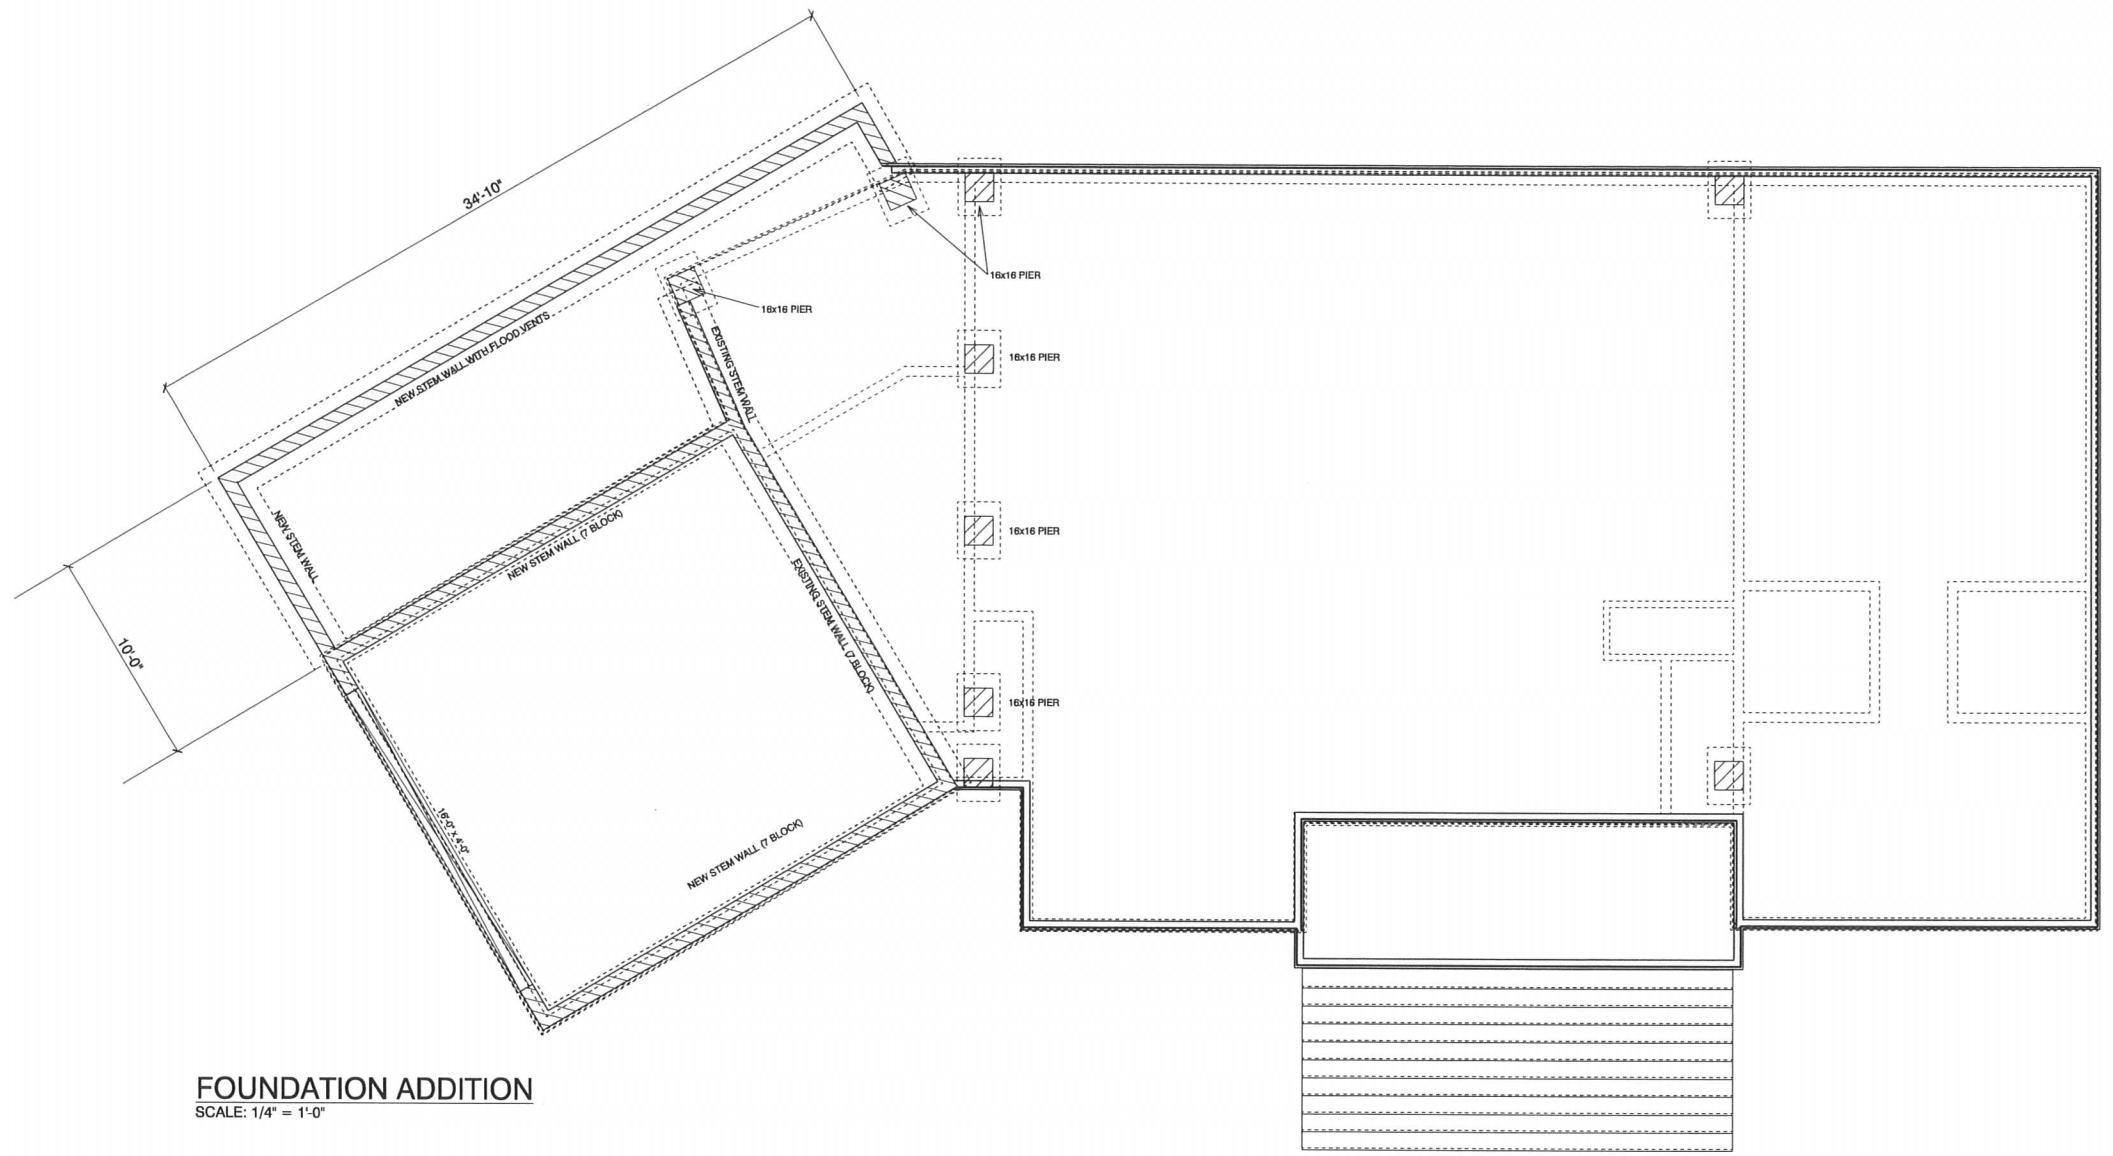 34'-10"
16x16 PIER
16x16 PIER
NEW STEM WALL WITH FLOOD VENTS
EXISTING STEM WALL
16x16 PIER
NEW STEM WALL
NEW STEM WALL (7 BLOCK)
16x16 PIER
10'-0"
EXISTING STEM WALL (7 BLOCK)
16x16 PIER
16'-0" x 4'-0"
NEW STEM WALL (7 BLOCK)
FOUNDATION ADDITION
SCALE: 1/4" = 1'-0"